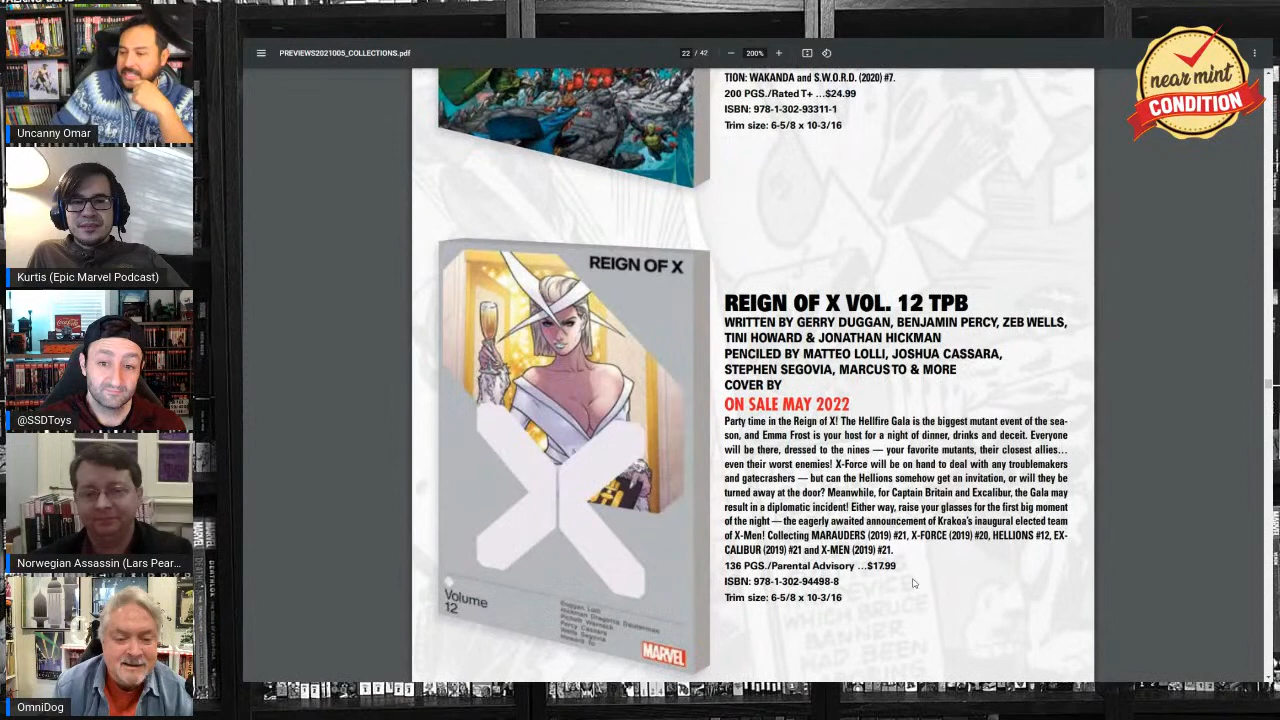 Uncanny Omar
Kurtis (Epic Marvel Podcast)
@SSDToys
Norwegian Assassin (Lars Pear...
OmniDog
PREVIEWS2021005_COLLECTIONS.pdf
22 / 42
200%
near mint
CONDITION
TION: WAKANDA and S.W.O.R.D. (2020) #7.
200 PGS./Rated T+ ...$24.99
ISBN: 978-1-302-93311-1
Trim size: 6-5/8 x 10-3/16
REIGN OF X
Volume
12
MARVEL
REIGN OF X VOL. 12 TPB
WRITTEN BY GERRY DUGGAN, BENJAMIN PERCY, ZEB WELLS,
TINI HOWARD & JONATHAN HICKMAN
PENCILED BY MATTEO LOLLI, JOSHUA CASSARA,
STEPHEN SEGOVIA, MARCUS TO & MORE
COVER BY
ON SALE MAY 2022
Party time in the Reign of X! The Hellfire Gala is the biggest mutant event of the sea-
son, and Emma Frost is your host for a night of dinner, drinks and deceit. Everyone
will be there, dressed to the nines — your favorite mutants, their closest allies…
even their worst enemies! X-Force will be on hand to deal with any troublemakers
and gatecrashers — but can the Hellions somehow get an invitation, or will they be
turned away at the door? Meanwhile, for Captain Britain and Excalibur, the Gala may
result in a diplomatic incident! Either way, raise your glasses for the first big moment
of the night — the eagerly awaited announcement of Krakoa's inaugural elected team
of X-Men! Collecting MARAUDERS (2019) #21, X-FORCE (2019) #20, HELLIONS #12, EX-
CALIBUR (2019) #21 and X-MEN (2019) #21.
136 PGS./Parental Advisory ...$17.99
ISBN: 978-1-302-94498-8
Trim size: 6-5/8 x 10-3/16